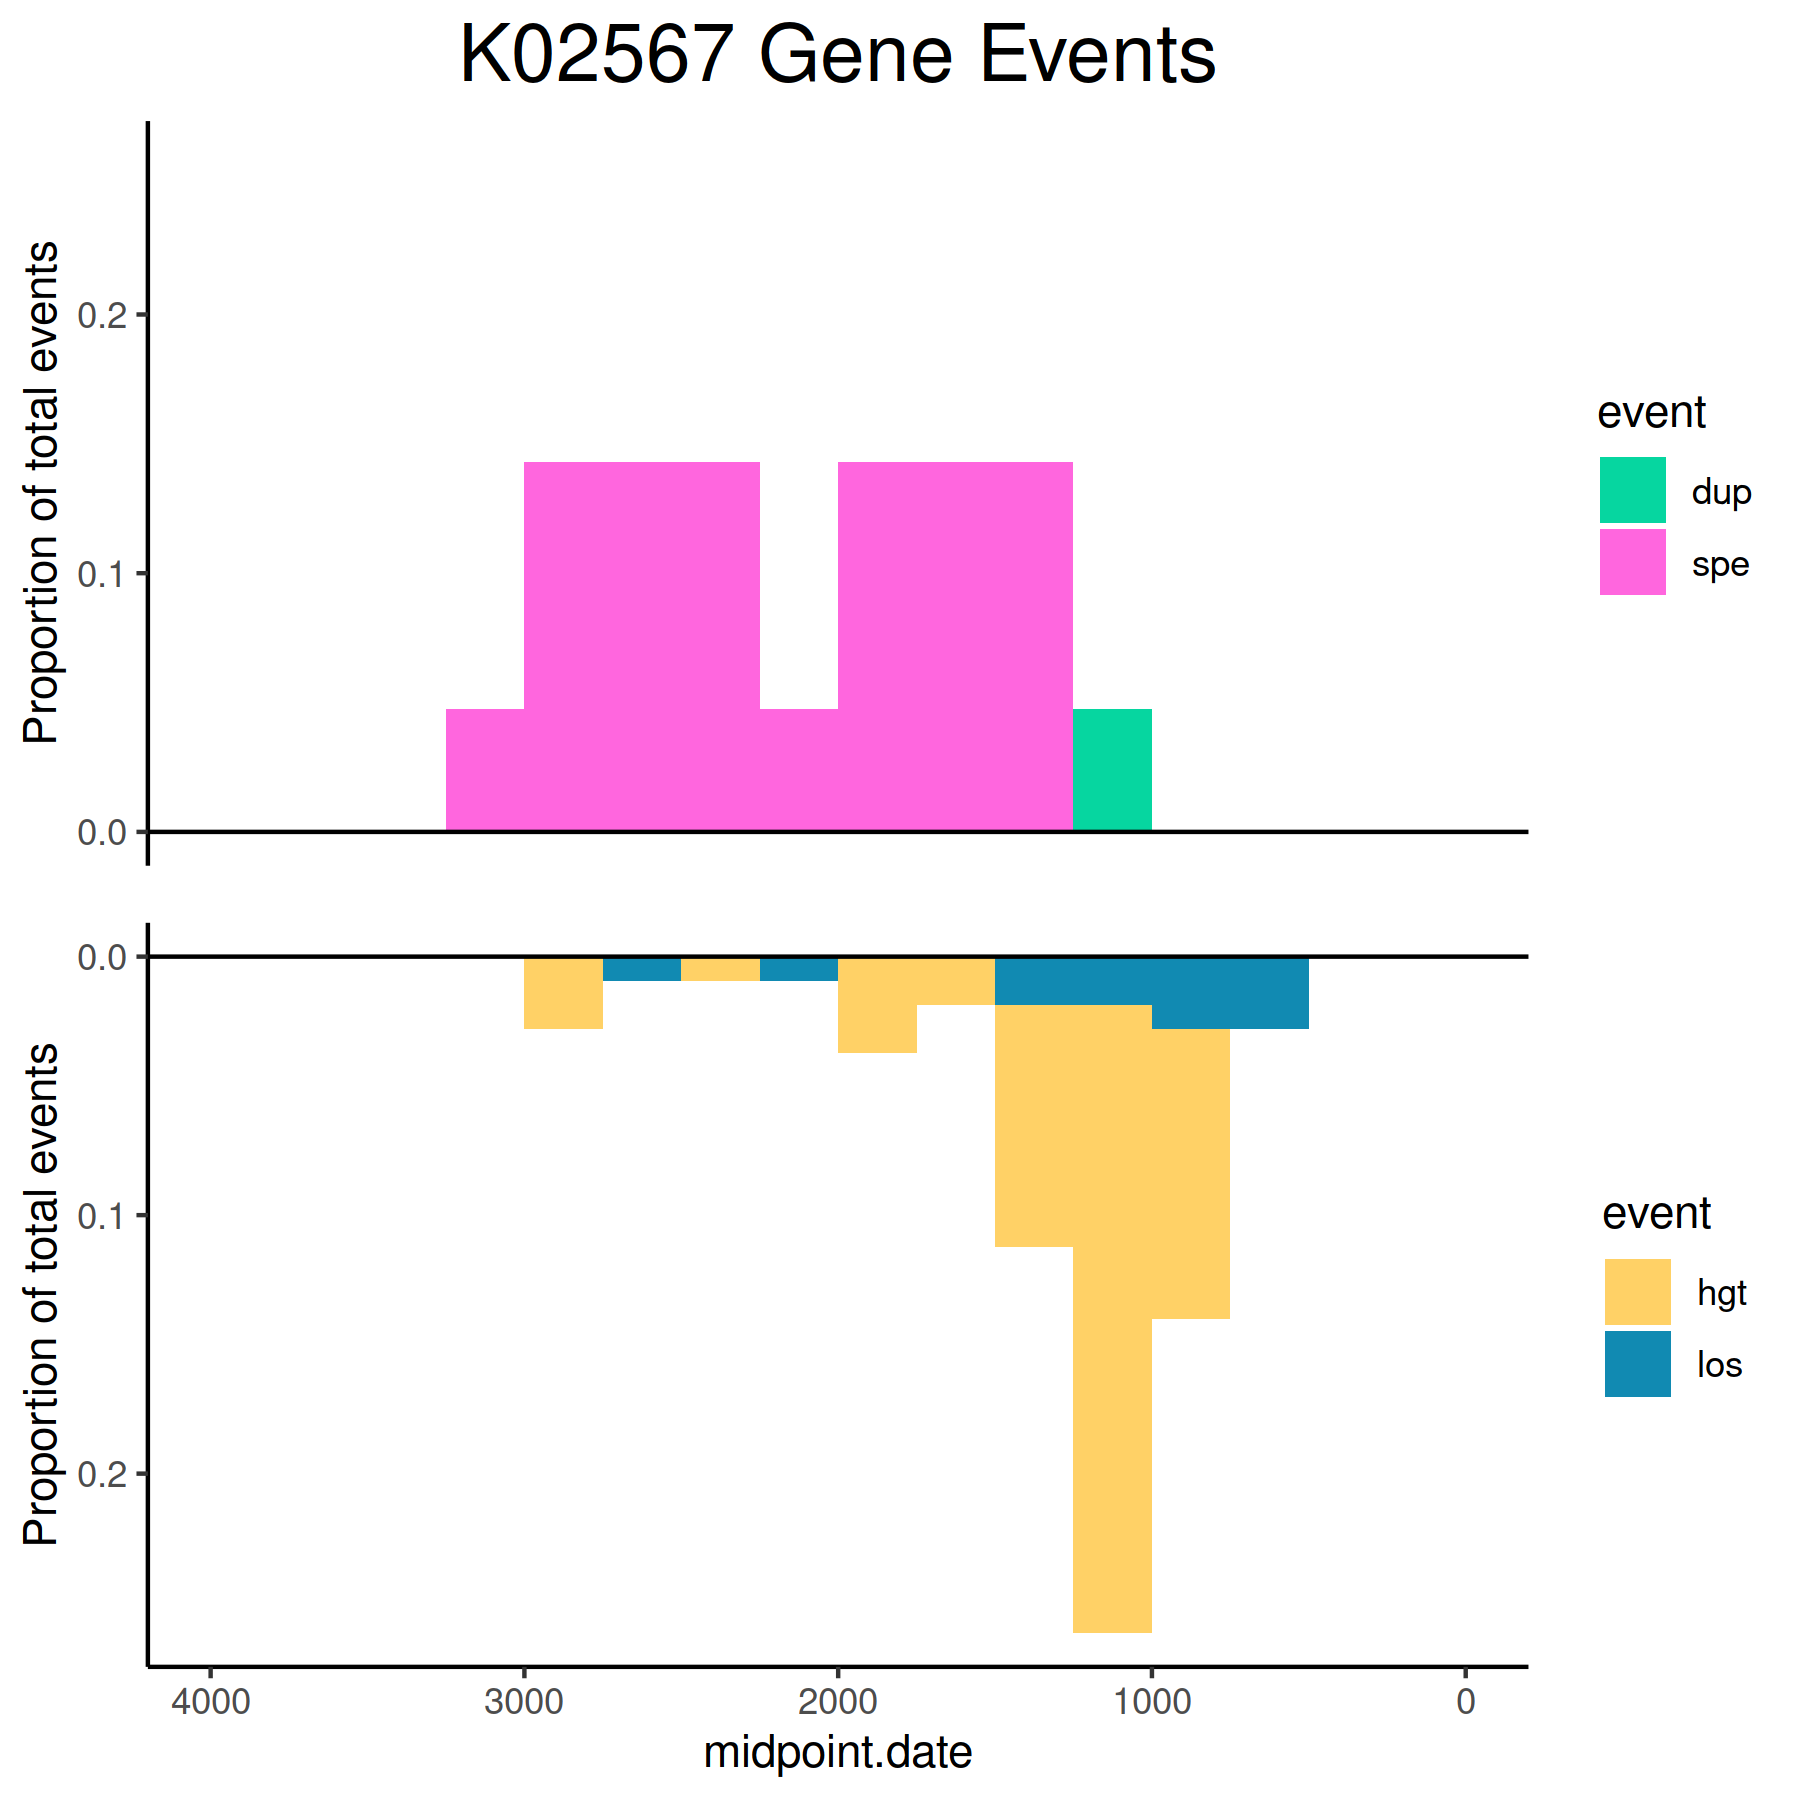 K02567 Gene Events
Proportion of total events
0.2
0.1
0.0
event
dup
spe
Proportion of total events
0.0
0.1
0.2
event
hgt
los
4000 3000 2000 1000 0
midpoint.date